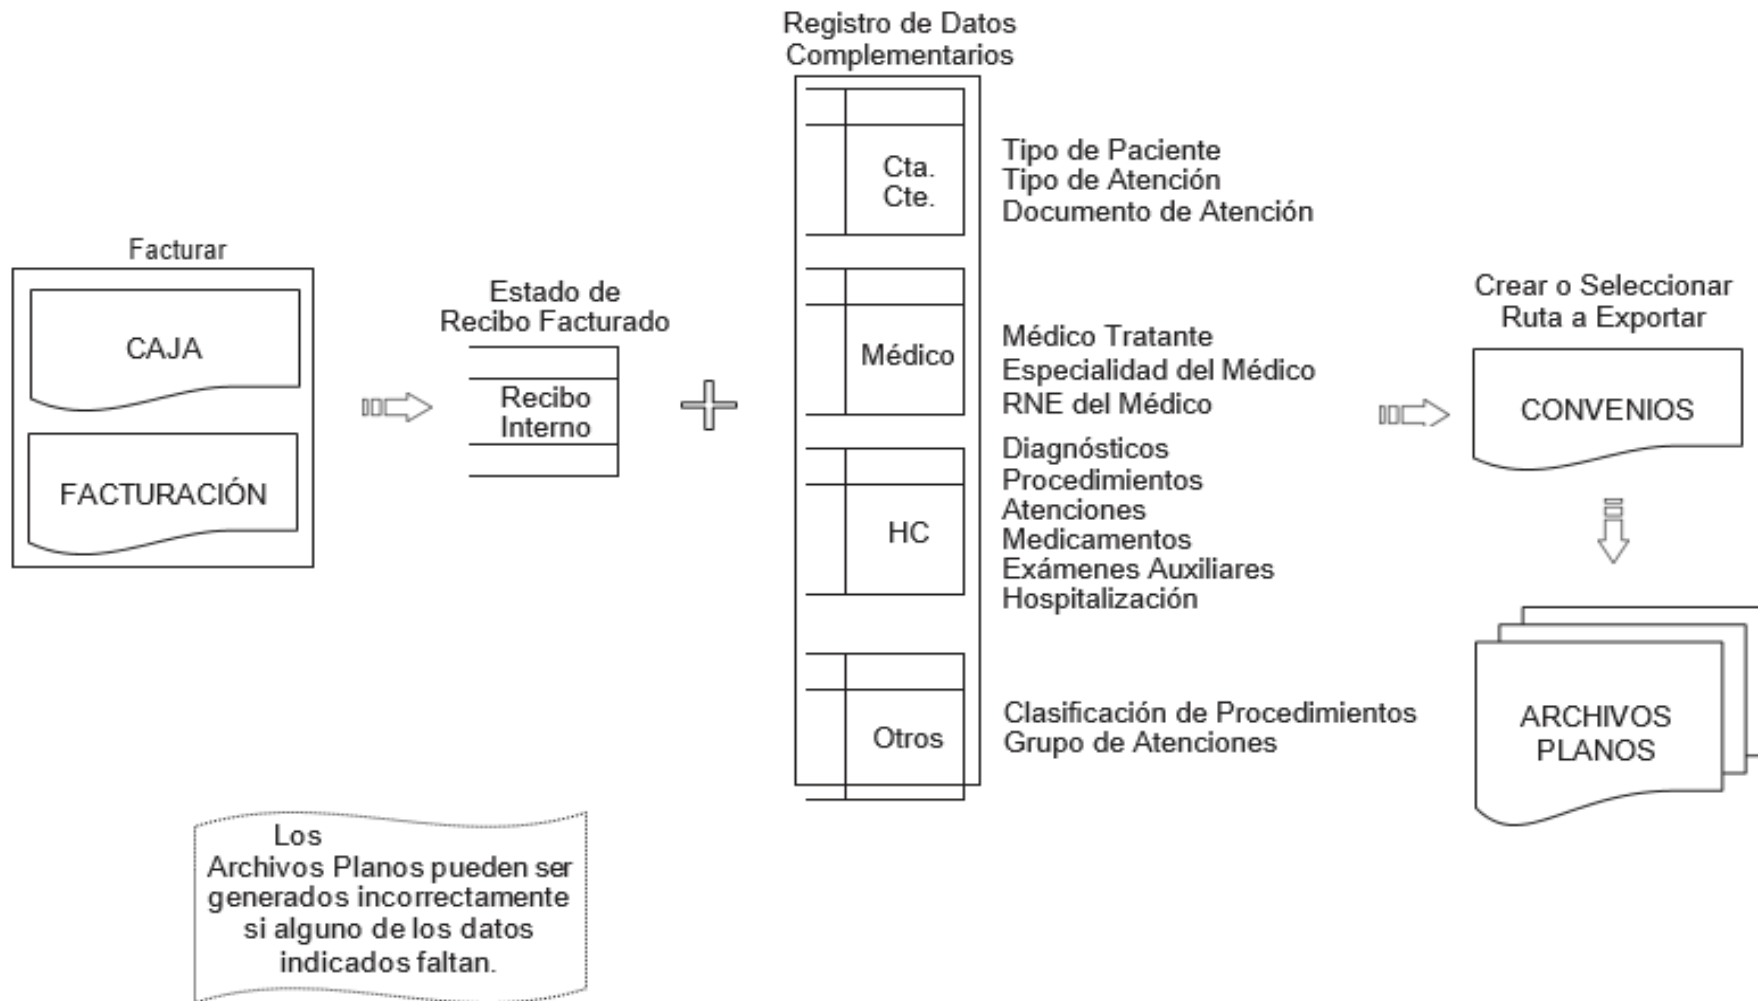 Registro de Datos
Complementarios
Cta.
Cte.
Tipo de Paciente
Tipo de Atención
Documento de Atención
Facturar
CAJA
FACTURACIÓN
Estado de
Recibo Facturado
Recibo
Interno
Médico
Médico Tratante
Especialidad del Médico
RNE del Médico
HC
Diagnósticos
Procedimientos
Atenciones
Medicamentos
Exámenes Auxiliares
Hospitalización
Otros
Clasificación de Procedimientos
Grupo de Atenciones
Crear o Seleccionar
Ruta a Exportar
CONVENIOS
ARCHIVOS
PLANOS
Los
Archivos Planos pueden ser
generados incorrectamente
si alguno de los datos
indicados faltan.